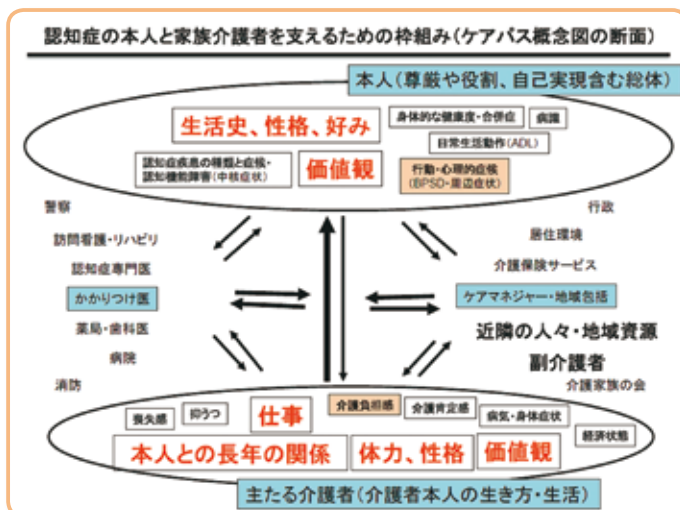 認知症の本人と家族介護者を支えるための枠組み(ケアパス概念図の断面)
本人(尊厳や役割、自己実現含む総体)
生活史、性格、好み
身体的な健康度・合併症
病識
日常生活動作(ADL)
認知症疾患の種類と症候・
認知機能障害(中核症状)
価値観
行動・心理的症候
(BPSD・周辺症状)
警察
訪問看護・リハビリ
認知症専門医
かかりつけ医
薬局・歯科医
病院
消防
行政
居住環境
介護保険サービス
ケアマネジャー・地域包括
近隣の人々・地域資源
副介護者
介護家族の会
喪失感
抑うつ
仕事
介護負担感
介護肯定感
病気・身体症状
経済状態
本人との長年の関係
体力、性格
価値観
主たる介護者(介護者本人の生き方・生活)